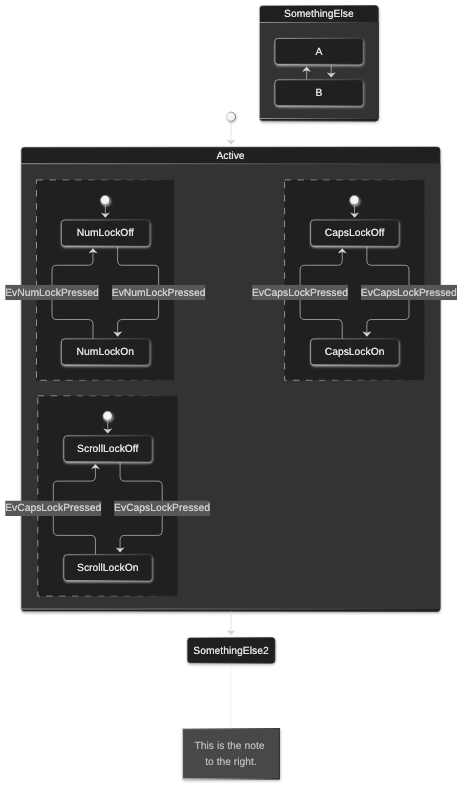 SomethingElse
A
B
Active
NumLockOff
CapsLockOff
EvNumLockPressed
EvNumLockPressed
EvCapsLockPressed
EvCapsLockPressed
NumLockOn
CapsLockOn
ScrollLockOff
EvCapsLockPressed
EvCapsLockPressed
ScrollLockOn
SomethingElse2
This is the note
to the right.